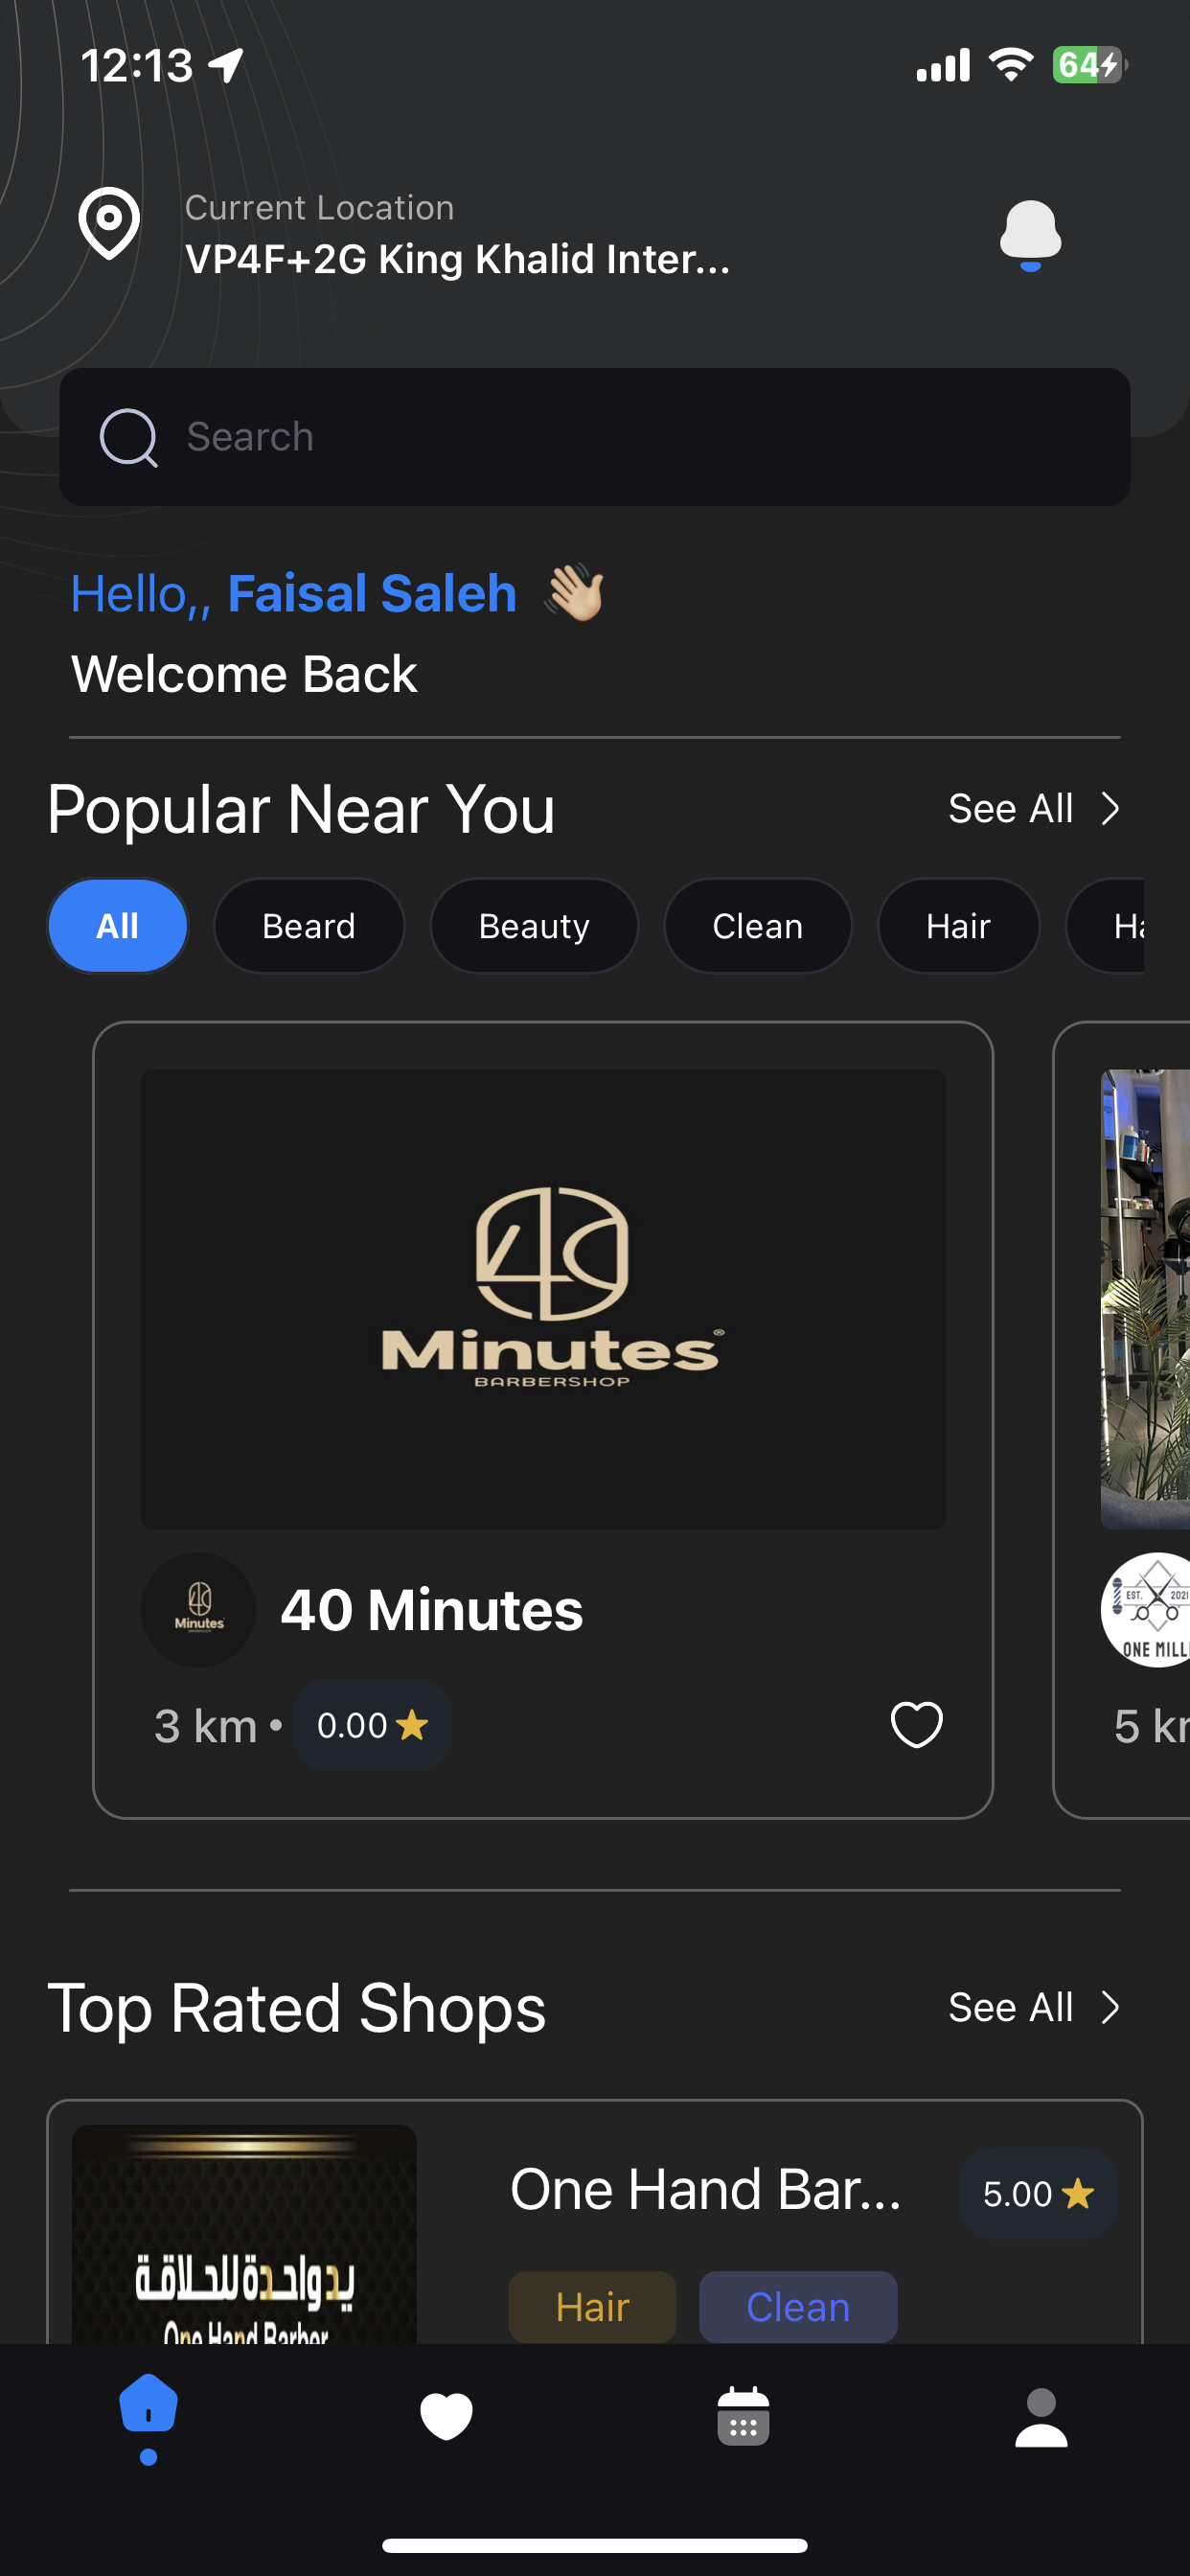 12:13
64
Current Location
VP4F+2G King Khalid Inter...
Search
Hello,, Faisal Saleh 👋🏼
Welcome Back
Popular Near You
See All
All
Beard
Beauty
Clean
Hair
Ha
40
Minutes®
BARBERSHOP
40
Minutes
40 Minutes
EST. 2021
ONE MILL
3 km •
0.00
5 k
Top Rated Shops
See All
يد واحدة للحلاقة
One Hand Barber
One Hand Bar...
5.00
Hair
Clean